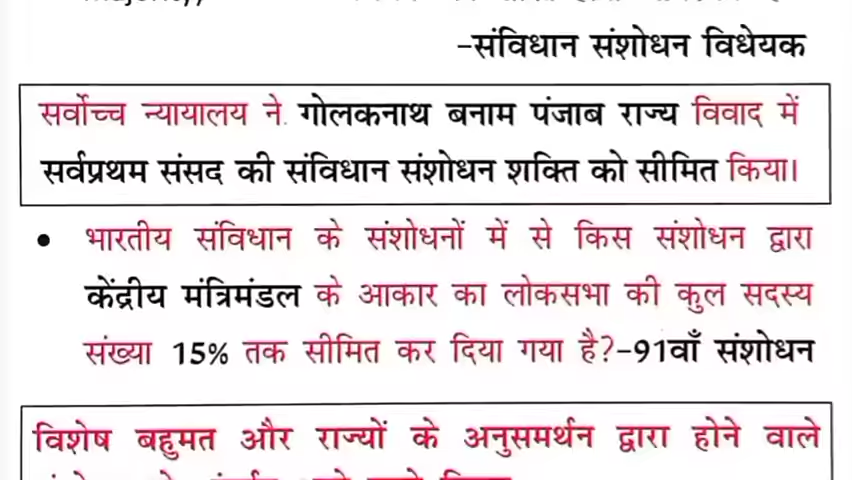 -संविधान संशोधन विधेयक
सर्वोच्च न्यायालय ने गोलकनाथ बनाम पंजाब राज्य विवाद में
सर्वप्रथम संसद की संविधान संशोधन शक्ति को सीमित किया।
• भारतीय संविधान के संशोधनों में से किस संशोधन द्वारा
केंद्रीय मंत्रिमंडल के आकार का लोकसभा की कुल सदस्य
संख्या 15% तक सीमित कर दिया गया है?-91वाँ संशोधन
विशेष बहुमत और राज्यों के अनुसमर्थन द्वारा होने वाले